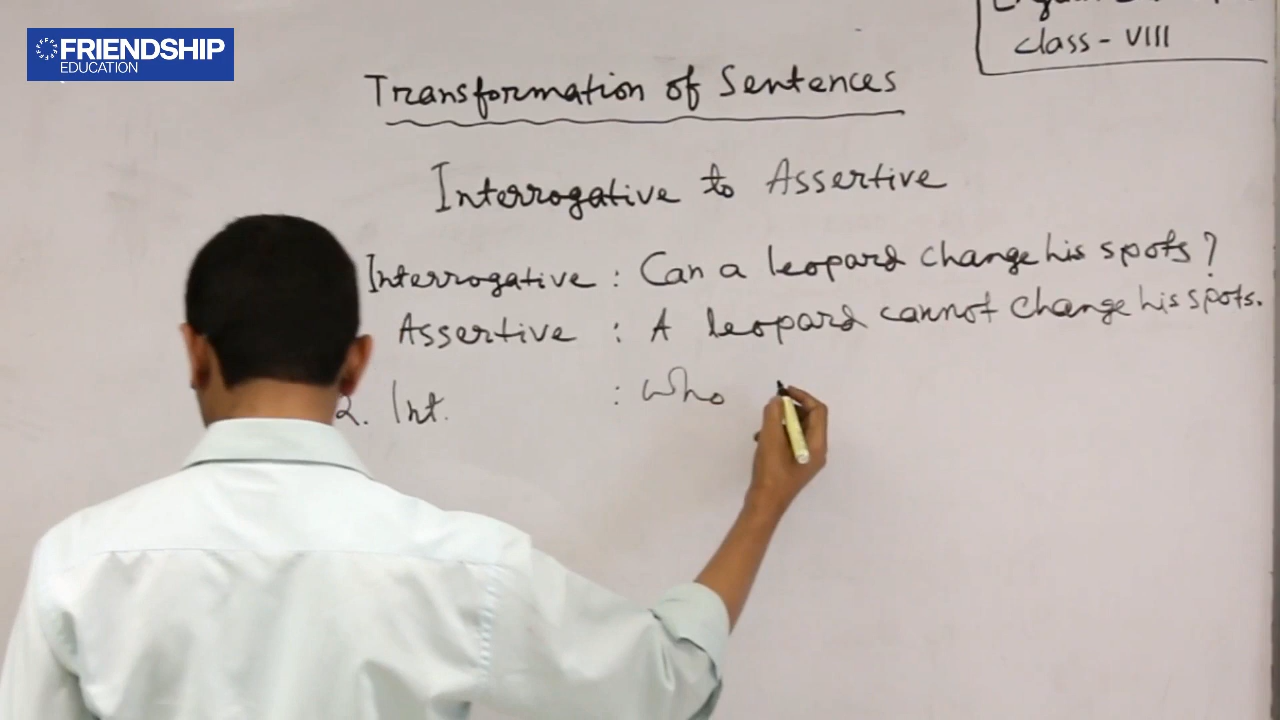 FRIENDSHIP
EDUCATION
class - VIII
Transformation of Sentences
Interrogative to Assertive
Interrogative : Can a leopard change his spots?
Assertive : A leopard cannot change his spots.
2. Int. : Who